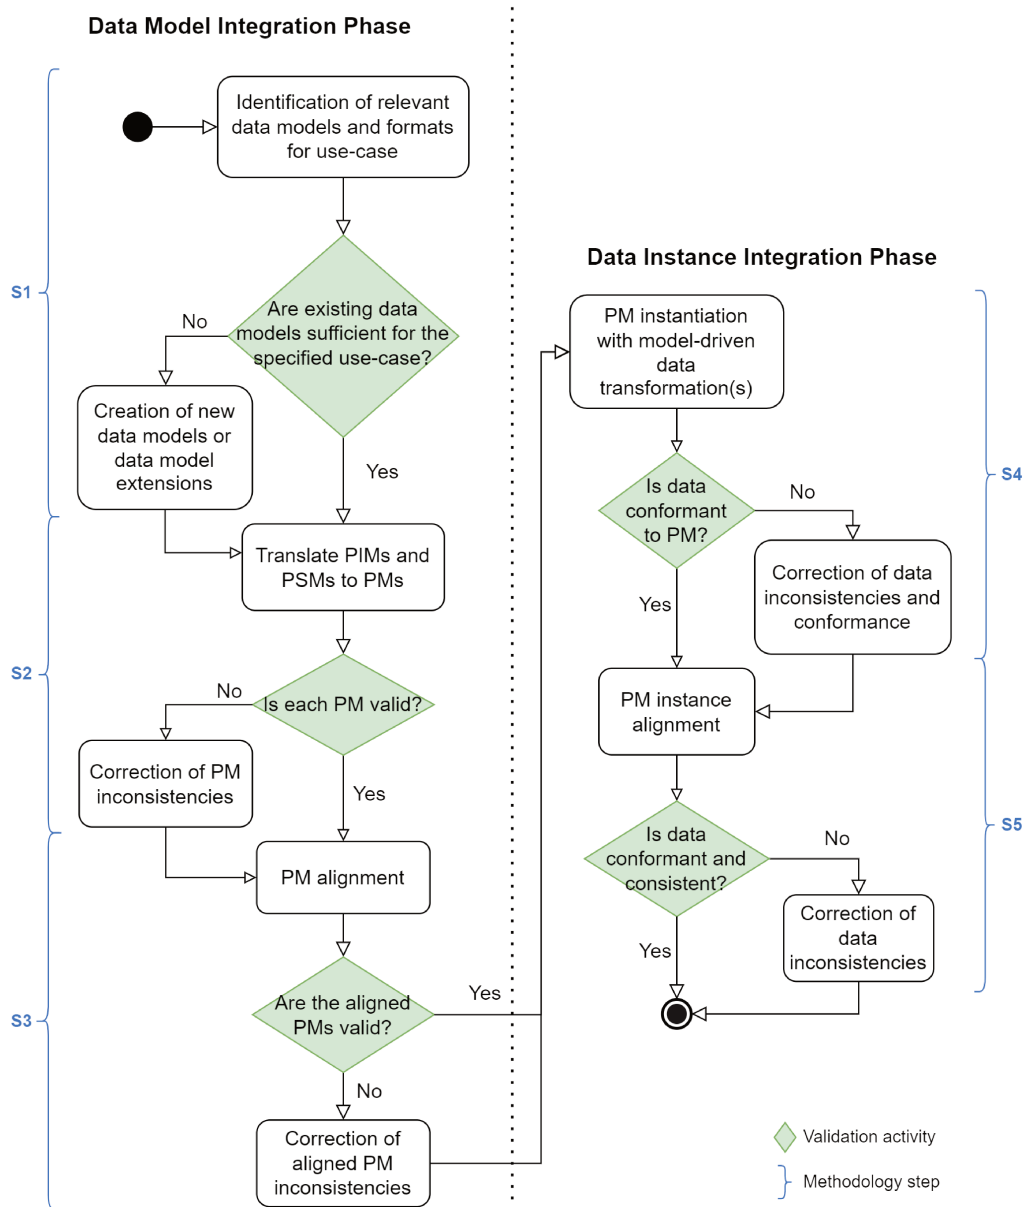 Data Model Integration Phase
Identification of relevant
data models and formats
for use-case
S1
Are existing data
models sufficient for the
specified use-case?
No
Yes
Creation of new
data models or
data model
extensions
Translate PIMs and
PSMs to PMs
S2
Is each PM valid?
No
Yes
Correction of PM
inconsistencies
PM alignment
S3
Are the aligned
PMs valid?
Yes
No
Correction of
aligned PM
inconsistencies
Data Instance Integration Phase
PM instantiation
with model-driven
data
transformation(s)
S4
Is data
conformant
to PM?
No
Yes
Correction of data
inconsistencies and
conformance
PM instance
alignment
S5
Is data
conformant and
consistent?
No
Yes
Correction of
data
inconsistencies
Validation activity
Methodology step